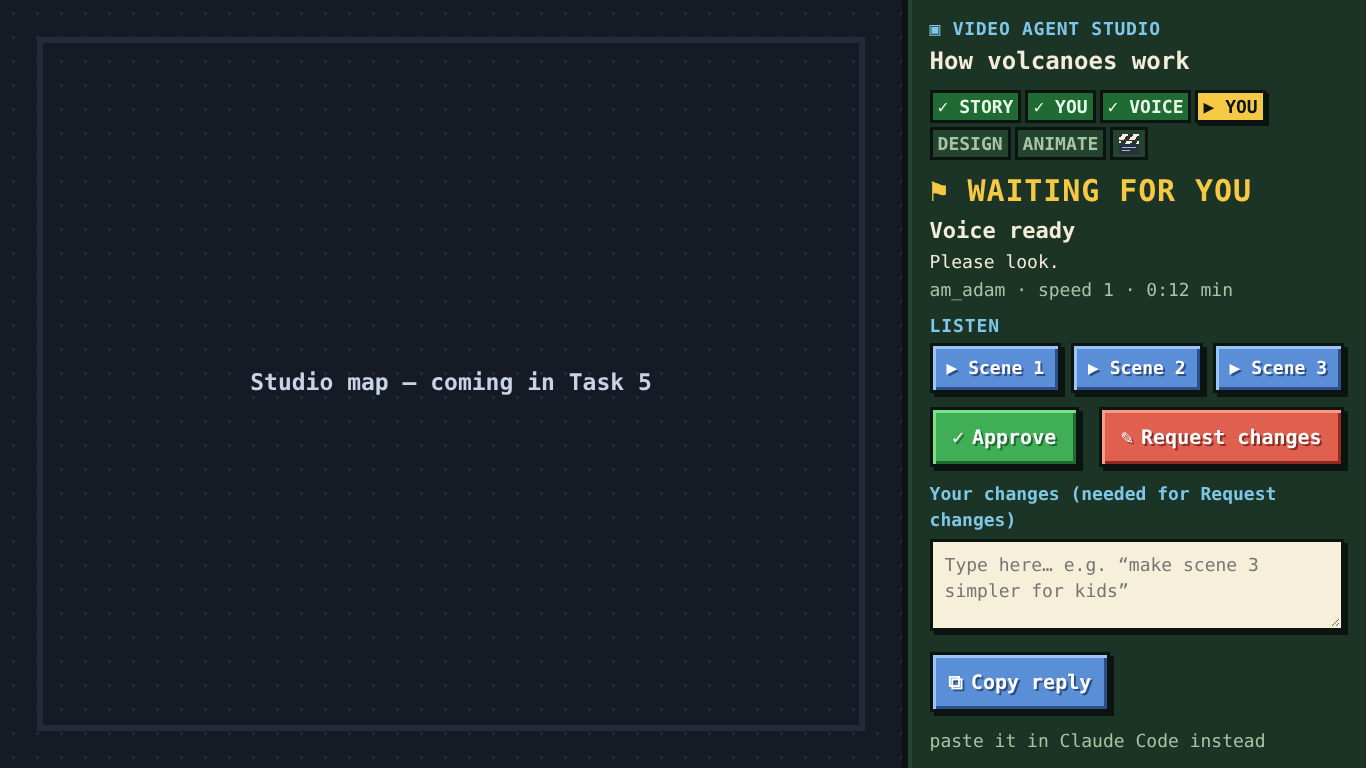 Studio map — coming in Task 5
▣ VIDEO AGENT STUDIO
How volcanoes work
✓ STORY ✓ YOU ✓ VOICE ▶ YOU
DESIGN ANIMATE
⚑ WAITING FOR YOU
Voice ready
Please look.
am_adam · speed 1 · 0:12 min
LISTEN
▶ Scene 1 ▶ Scene 2 ▶ Scene 3
✓ Approve ✎ Request changes
Your changes (needed for Request
changes)
Type here… e.g. “make scene 3
simpler for kids”
⧉ Copy reply
paste it in Claude Code instead